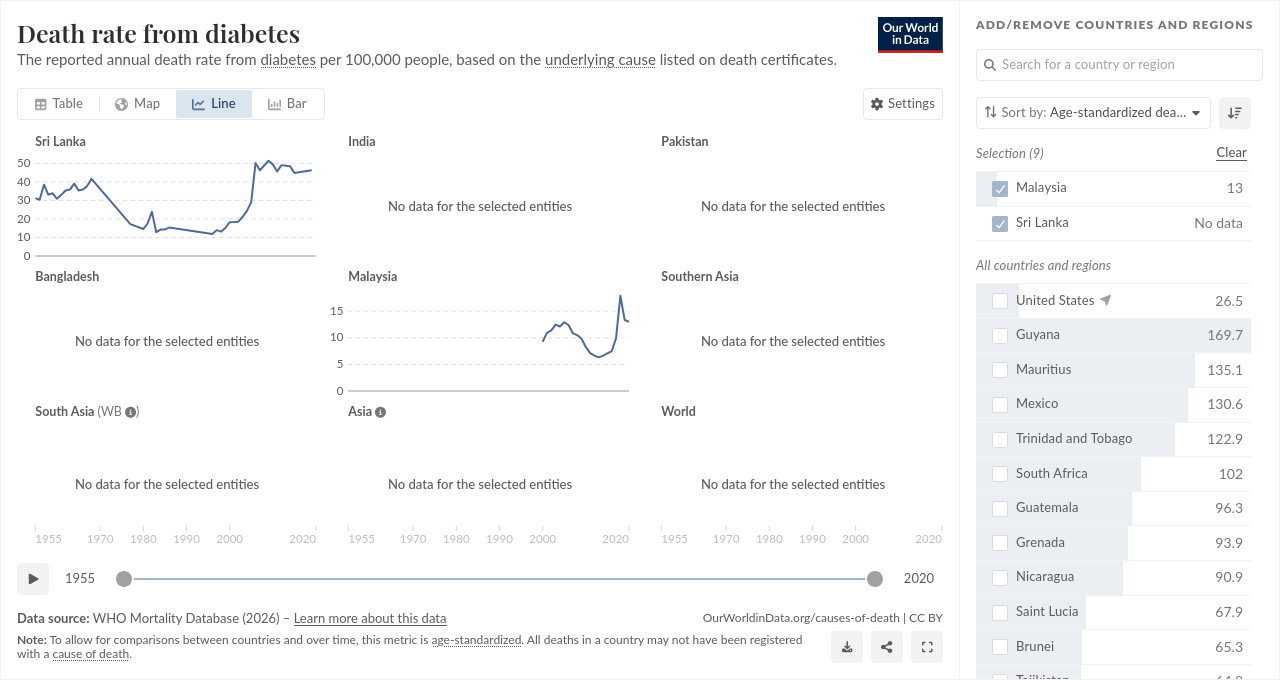 Death rate from diabetes
The reported annual death rate from diabetes per 100,000 people, based on the underlying cause listed on death certificates.
Our World
in Data
Table
Map
Line
Bar
Settings
Sri Lanka
50
40
30
20
10
0
India
No data for the selected entities
Pakistan
No data for the selected entities
Bangladesh
No data for the selected entities
Malaysia
15
10
5
0
Southern Asia
No data for the selected entities
South Asia (WB)
No data for the selected entities
Asia
No data for the selected entities
World
No data for the selected entities
1955 1970 1980 1990 2000 2020
1955 1970 1980 1990 2000 2020
1955 1970 1980 1990 2000 2020
1955
2020
Data source: WHO Mortality Database (2026) – Learn more about this data
OurWorldinData.org/causes-of-death | CC BY
Note: To allow for comparisons between countries and over time, this metric is age-standardized. All deaths in a country may not have been registered
with a cause of death.
ADD/REMOVE COUNTRIES AND REGIONS
Search for a country or region
Sort by: Age-standardized dea...
Selection (9)
Clear
Malaysia 13
Sri Lanka No data
All countries and regions
United States 26.5
Guyana 169.7
Mauritius 135.1
Mexico 130.6
Trinidad and Tobago 122.9
South Africa 102
Guatemala 96.3
Grenada 93.9
Nicaragua 90.9
Saint Lucia 67.9
Brunei 65.3